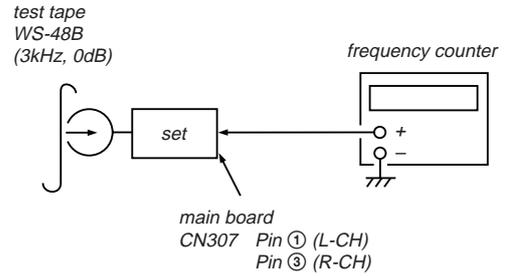 test tape
WS-48B
(3kHz, 0dB)
frequency counter
set
+
–
main board
CN307 Pin ① (L-CH)
Pin ③ (R-CH)